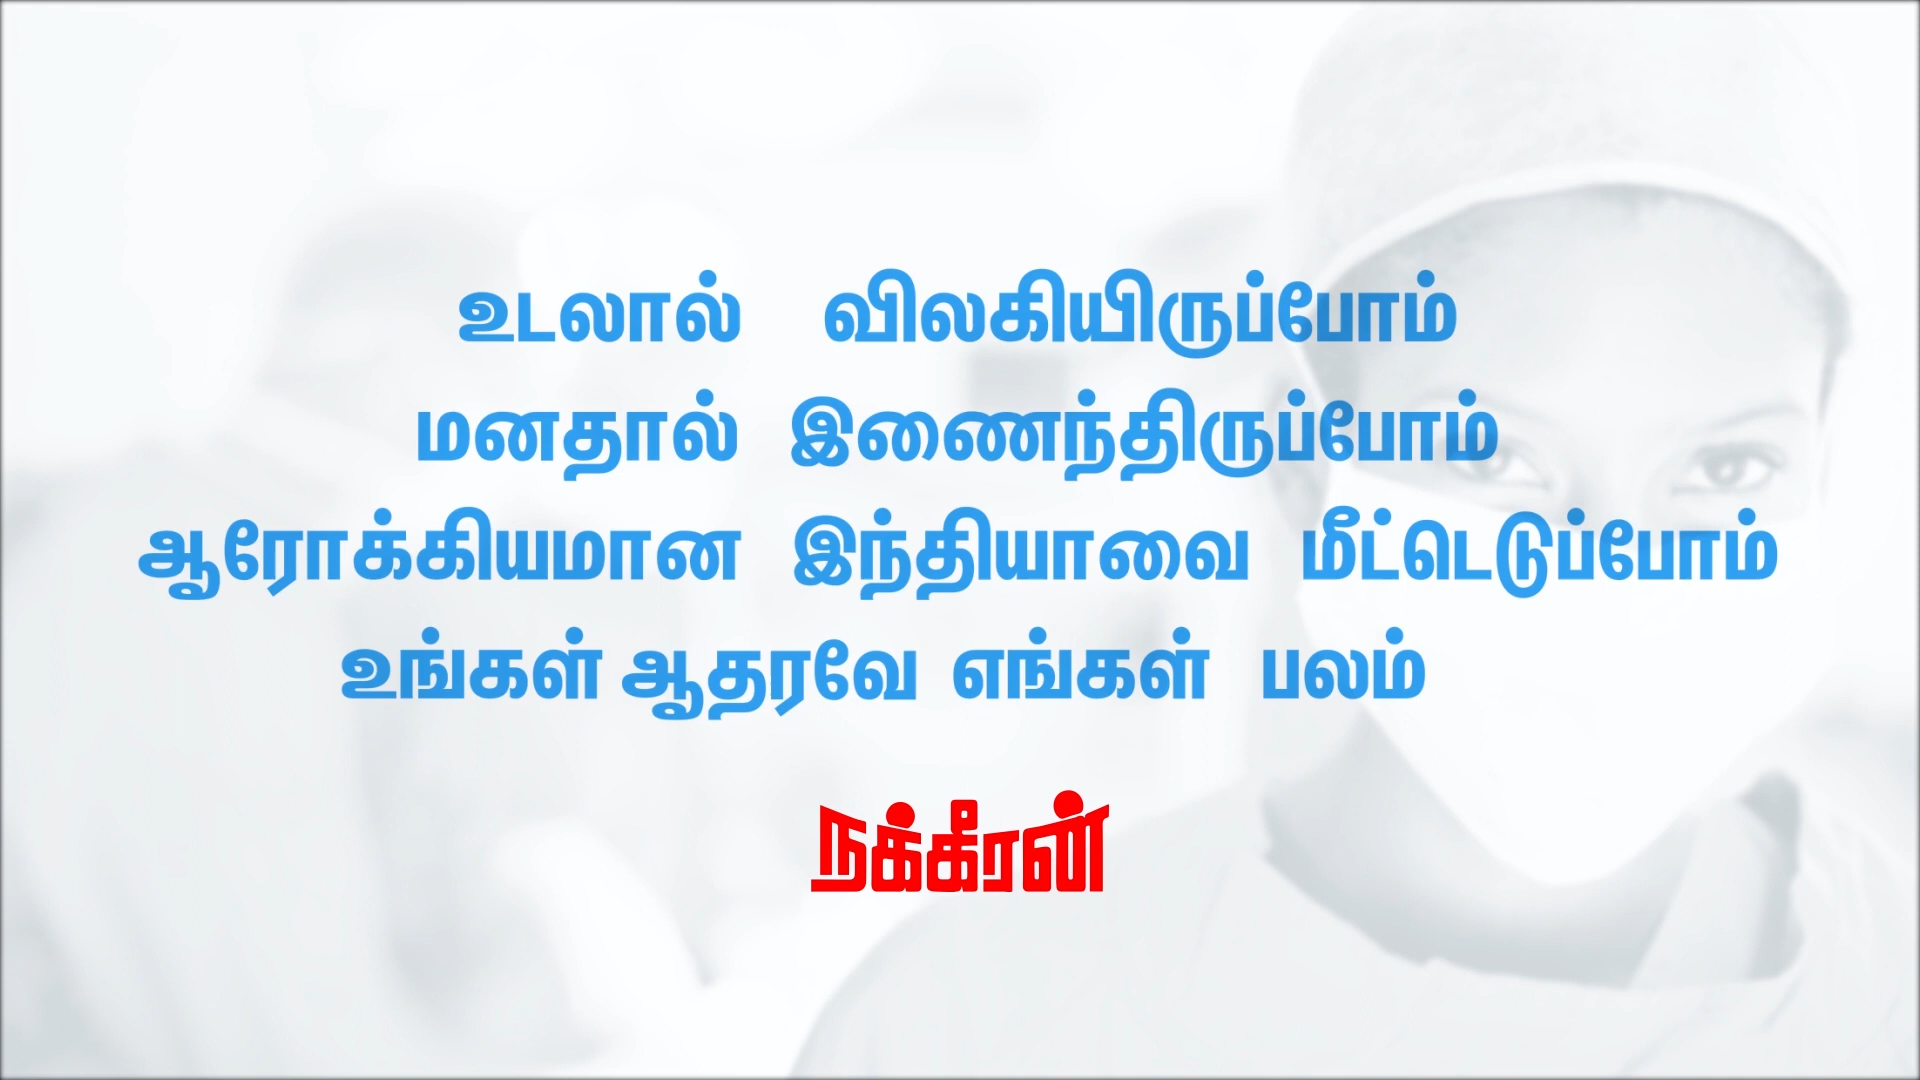 உடலால் விலகியிருப்போம்
மனதால் இணைந்திருப்போம்
ஆரோக்கியமான இந்தியாவை மீட்டெடுப்போம்
உங்கள் ஆதரவே எங்கள் பலம்
நக்கீரன்